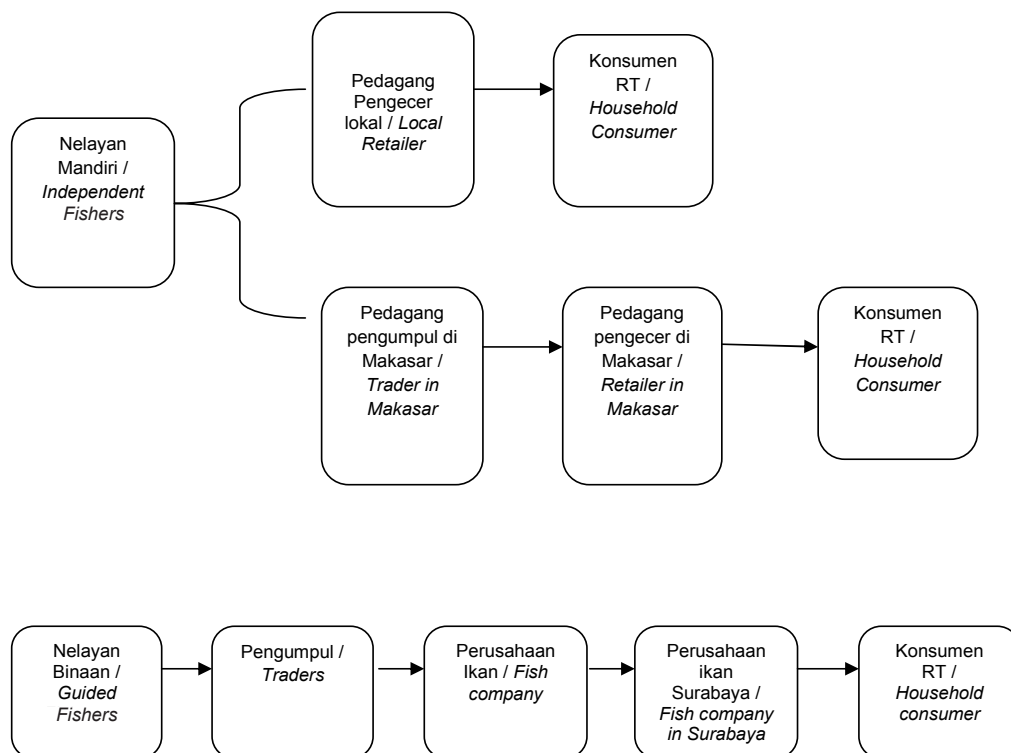 Nelayan
Mandiri /
Independent
Fishers
Pedagang
Pengecer
lokal / Local
Retailer
Konsumen
RT /
Household
Consumer
Pedagang
pengumpul di
Makasar /
Trader in
Makasar
Pedagang
pengecer di
Makasar /
Retailer in
Makasar
Konsumen
RT /
Household
Consumer
Nelayan
Binaan /
Guided
Fishers
Pengumpul /
Traders
Perusahaan
Ikan / Fish
company
Perusahaan
ikan
Surabaya /
Fish company
in Surabaya
Konsumen
RT /
Household
consumer